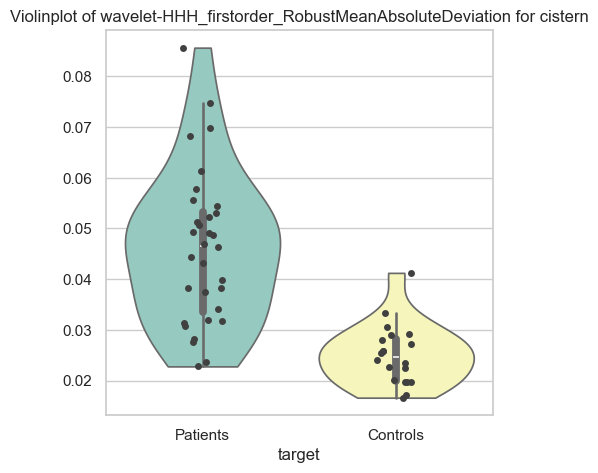 Violinplot of wavelet-HHH_firstorder_RobustMeanAbsoluteDeviation for cistern
0.08
0.07
0.06
0.05
0.04
0.03
0.02
Patients Controls
target